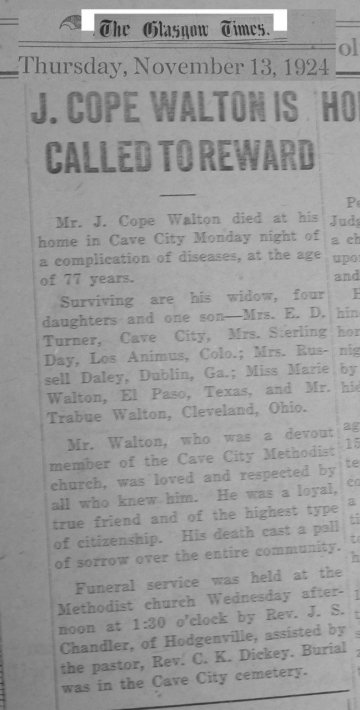 The Glasgow Times.
Thursday, November 13, 1924
J. COPE WALTON IS
CALLED TO REWARD
Mr. J. Cope Walton died at his
home in Cave City Monday night of
a complication of diseases, at the age
of 77 years.
Surviving are his widow, four
daughters and one son—Mrs. E. D.
Turner, Cave City, Mrs. Sterling
Day, Los Animus, Colo.; Mrs. Rus-
sell Daley, Dublin, Ga.; Miss Marie
Walton, El Paso, Texas, and Mr.
Trabue Walton, Cleveland, Ohio.
Mr. Walton, who was a devout
member of the Cave City Methodist
church, was loved and respected by
all who knew him. He was a loyal,
true friend and of the highest type
of citizenship. His death cast a pall
of sorrow over the entire community.
Funeral service was held at the
Methodist church Wednesday after-
noon at 1:30 o'clock by Rev. J. S.
Chandler, of Hodgenville, assisted by
the pastor, Rev. C. K. Dickey. Burial
was in the Cave City cemetery.